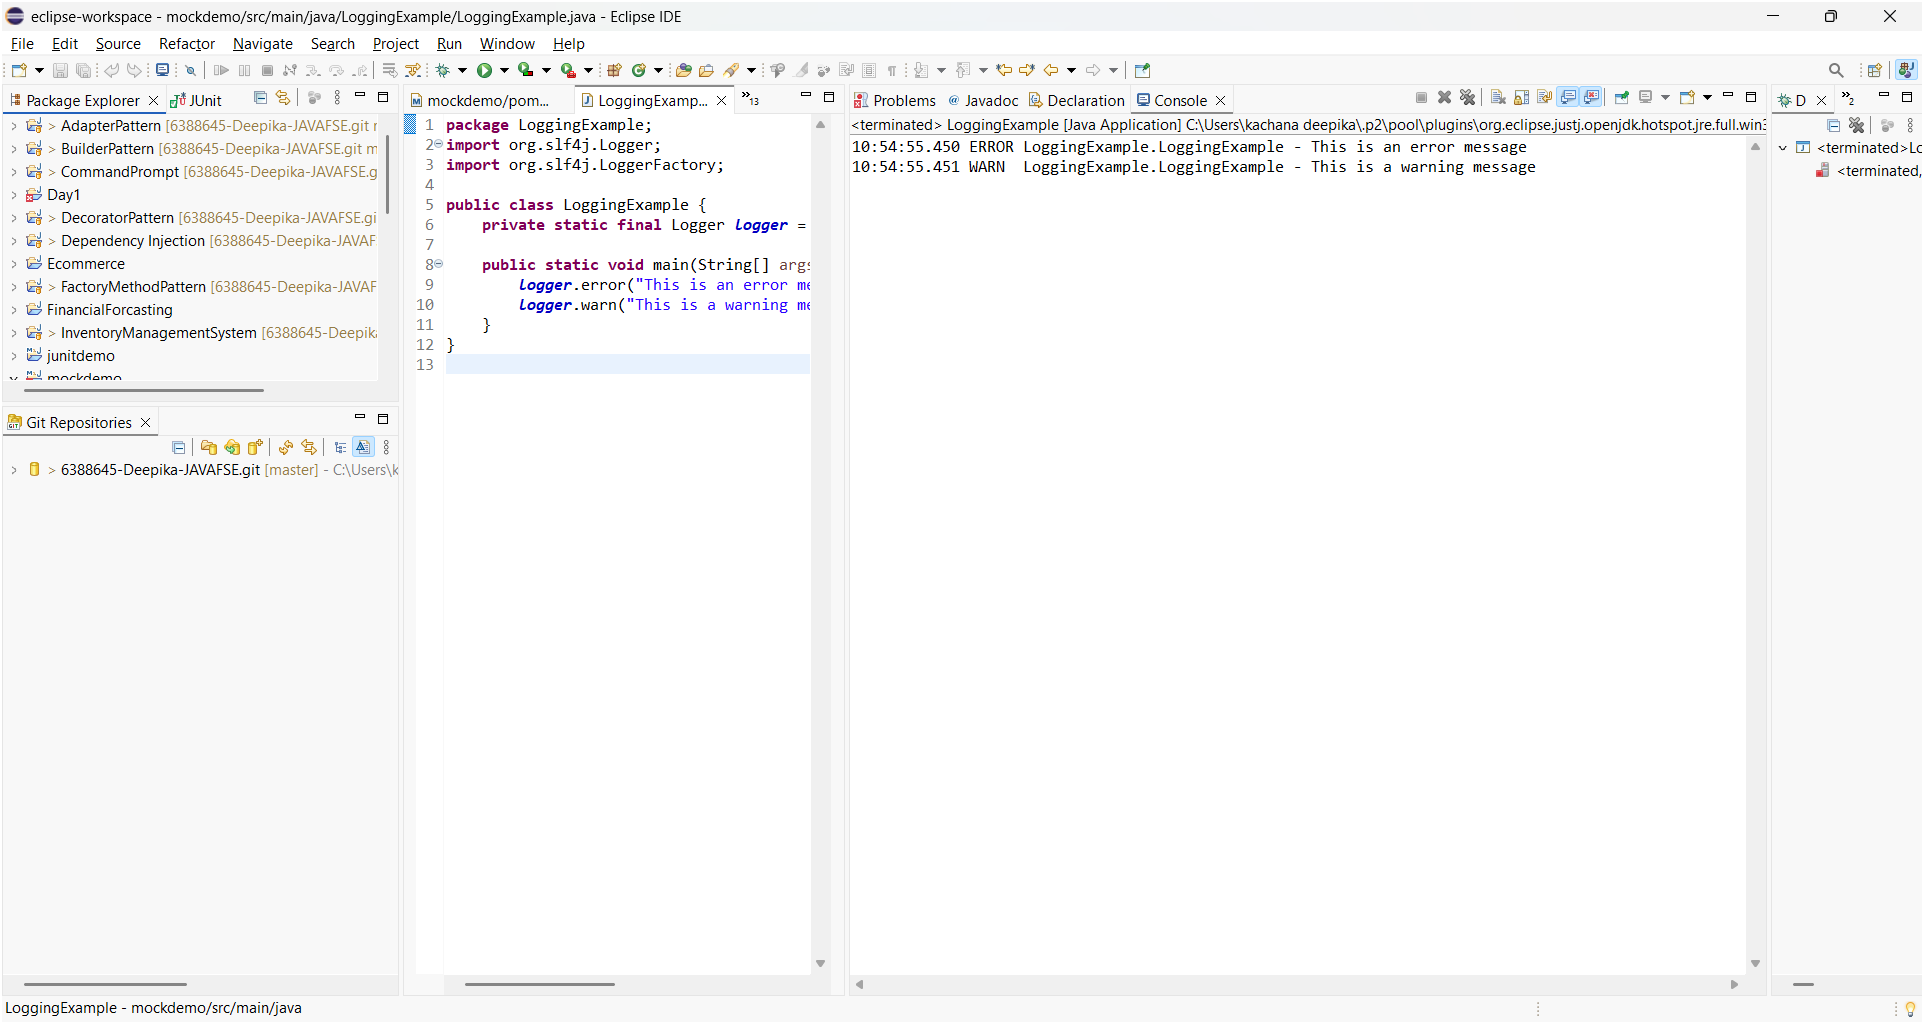 eclipse-workspace - mockdemo/src/main/java/LoggingExample/LoggingExample.java - Eclipse IDE
File Edit Source Refactor Navigate Search Project Run Window Help
Package Explorer
JUnit
> AdapterPattern [6388645-Deepika-JAVAFSE.git
> BuilderPattern [6388645-Deepika-JAVAFSE.git m
> CommandPrompt [6388645-Deepika-JAVAFSE.g
Day1
> DecoratorPattern [6388645-Deepika-JAVAFSE.gi
> Dependency Injection [6388645-Deepika-JAVAF
Ecommerce
> FactoryMethodPattern [6388645-Deepika-JAVAF
FinancialForcasting
> InventoryManagementSystem [6388645-Deepik
junitdemo
mockdemo
Git Repositories
> 6388645-Deepika-JAVAFSE.git [master] - C:\Users\k
mockdemo/pom...
LoggingExamp...
»13
1 package LoggingExample;
2 import org.slf4j.Logger;
3 import org.slf4j.LoggerFactory;
4
5 public class LoggingExample {
6 private static final Logger logger =
7
8 public static void main(String[] args
9 logger.error("This is an error me
10 logger.warn("This is a warning me
11 }
12 }
13
Problems Javadoc Declaration Console
<terminated> LoggingExample [Java Application] C:\Users\kachana deepika\.p2\pool\plugins\org.eclipse.justj.openjdk.hotspot.jre.full.win3
10:54:55.450 ERROR LoggingExample.LoggingExample - This is an error message
10:54:55.451 WARN  LoggingExample.LoggingExample - This is a warning message
D
»2
<terminated>Lo
<terminated,
LoggingExample - mockdemo/src/main/java